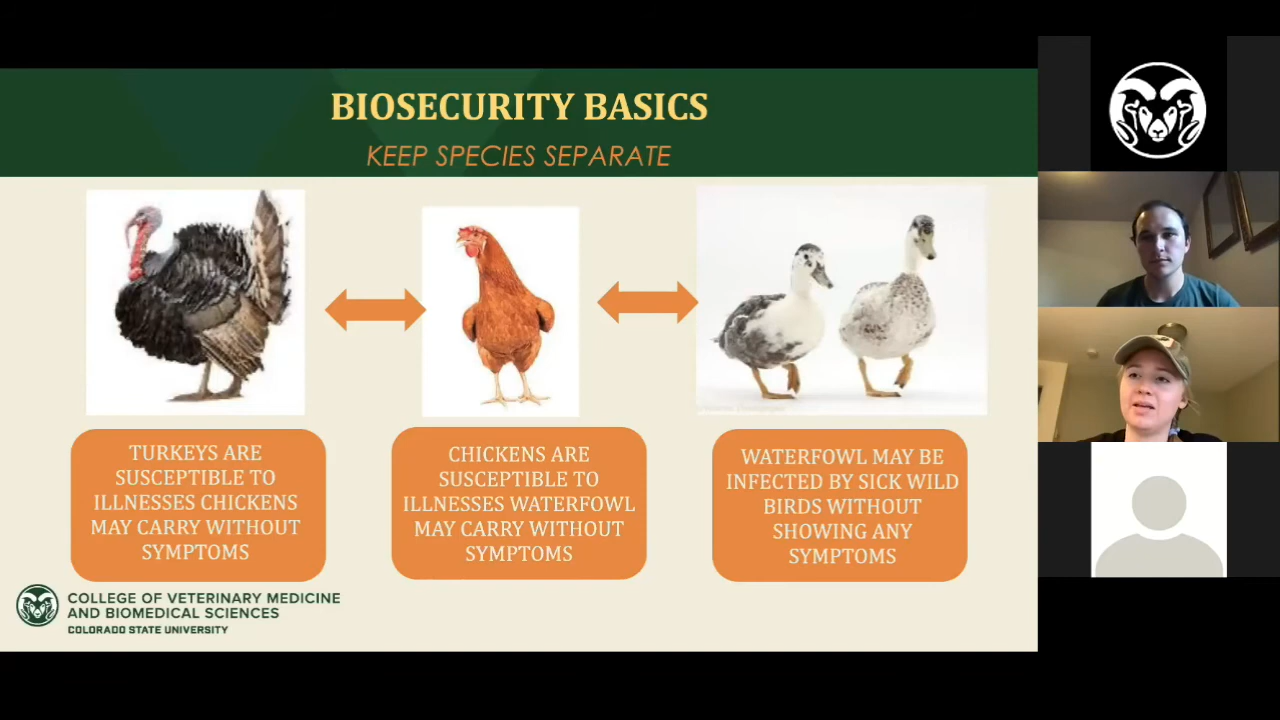 BIOSECURITY BASICS
KEEP SPECIES SEPARATE
TURKEYS ARE
SUSCEPTIBLE TO
ILLNESSES CHICKENS
MAY CARRY WITHOUT
SYMPTOMS
CHICKENS ARE
SUSCEPTIBLE TO
ILLNESSES WATERFOWL
MAY CARRY WITHOUT
SYMPTOMS
WATERFOWL MAY BE
INFECTED BY SICK WILD
BIRDS WITHOUT
SHOWING ANY
SYMPTOMS
COLLEGE OF VETERINARY MEDICINE
AND BIOMEDICAL SCIENCES
COLORADO STATE UNIVERSITY